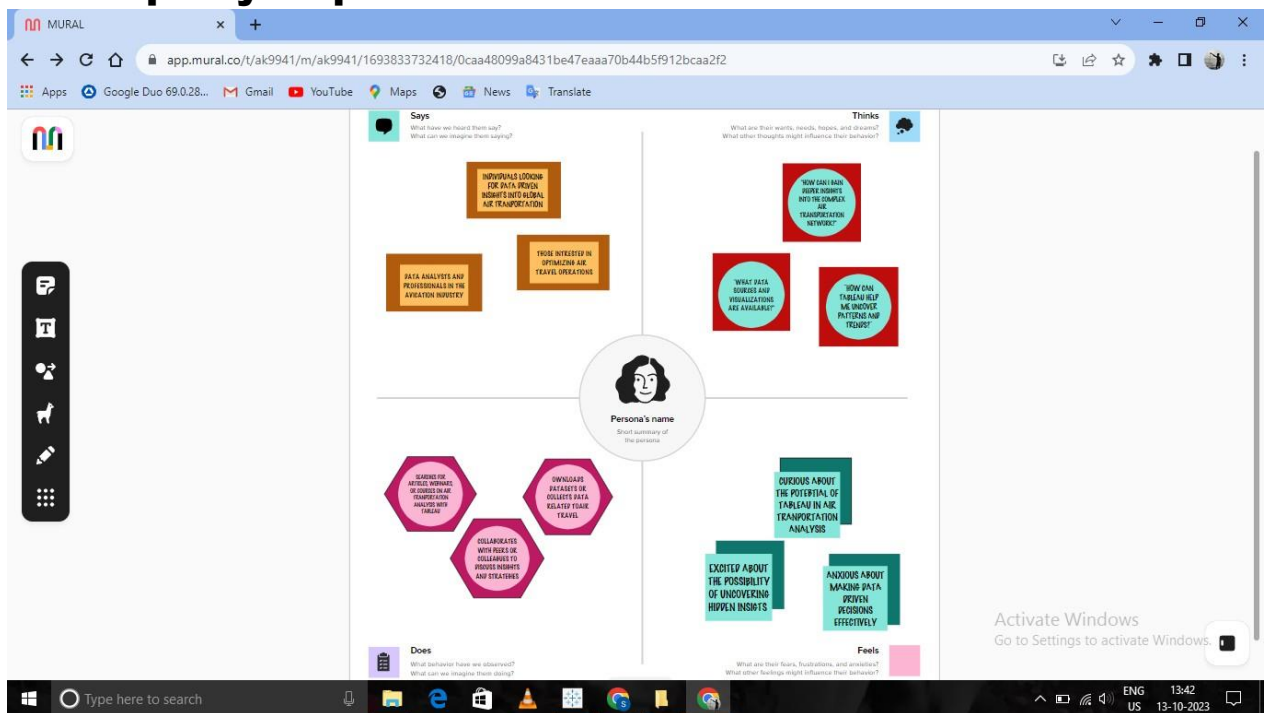 MURAL
app.mural.co/t/ak9941/m/ak9941/1693833732418/0caa48099a8431be47eaaa70b44b5f912bcaa2f2
Apps Google Duo 69.0.28... Gmail YouTube Maps News Translate
Says
What have we heard them say?
What can we imagine them saying?
Thinks
What are their wants, needs, hopes, and dreams?
What other thoughts might influence their behavior?
INDIVIDUALS LOOKING
FOR DATA DRIVEN
INSIGHTS INTO GLOBAL
AIR TRANPORTATION
DATA ANALYSTS AND
PROFESSIONALS IN THE
AVICATION INDUSTRY
THOSE INTRESTED IN
OPTIMIZING AIR
TRAVEL OPERATIONS
"HOW CAN I GAIN
DEEPER INSIGHTS
INTO THE COMPLEX
AIR
TRANSPORTATION
NETWORK?"
"WHAT DATA
SOURCES AND
VISUALIZATIONS
ARE AVAILABLE?"
"HOW CAN
TABLEAU HELP
ME UNCOVER
PATTERNS AND
TRENDS?"
Persona's name
Short summary of
the persona
SEARCHES FOR
ARTICLES, WEBINARS,
OR COURSES ON AIR
TRANPORTATION
ANALYSIS WITH
TABLEAU
OWNLOADS
DATASETS OR
COLLECTS DATA
RELATED TOAIR
TRAVEL
COLLABORATES
WITH PEERS OR
COLLEAGUES TO
DISCUSS INSIGHTS
AND STRATEGIES
CURIOUS ABOUT
THE POTEBTIAL OF
TABLEAU IN AIR
TRANPORTATION
ANALYSIS
EXCITED ABOUT
THE POSSIBILITY
OF UNCOVERING
HIDDEN INSIGTS
ANXIOUS ABOUT
MAKING DATA
DRIVEN
DECISIONS
EFFECTIVELY
Does
What behavior have we observed?
What can we imagine them doing?
Feels
What are their fears, frustrations, and anxieties?
What other feelings might influence their behavior?
Activate Windows
Go to Settings to activate Windows.
Type here to search
ENG
US
13:42
13-10-2023